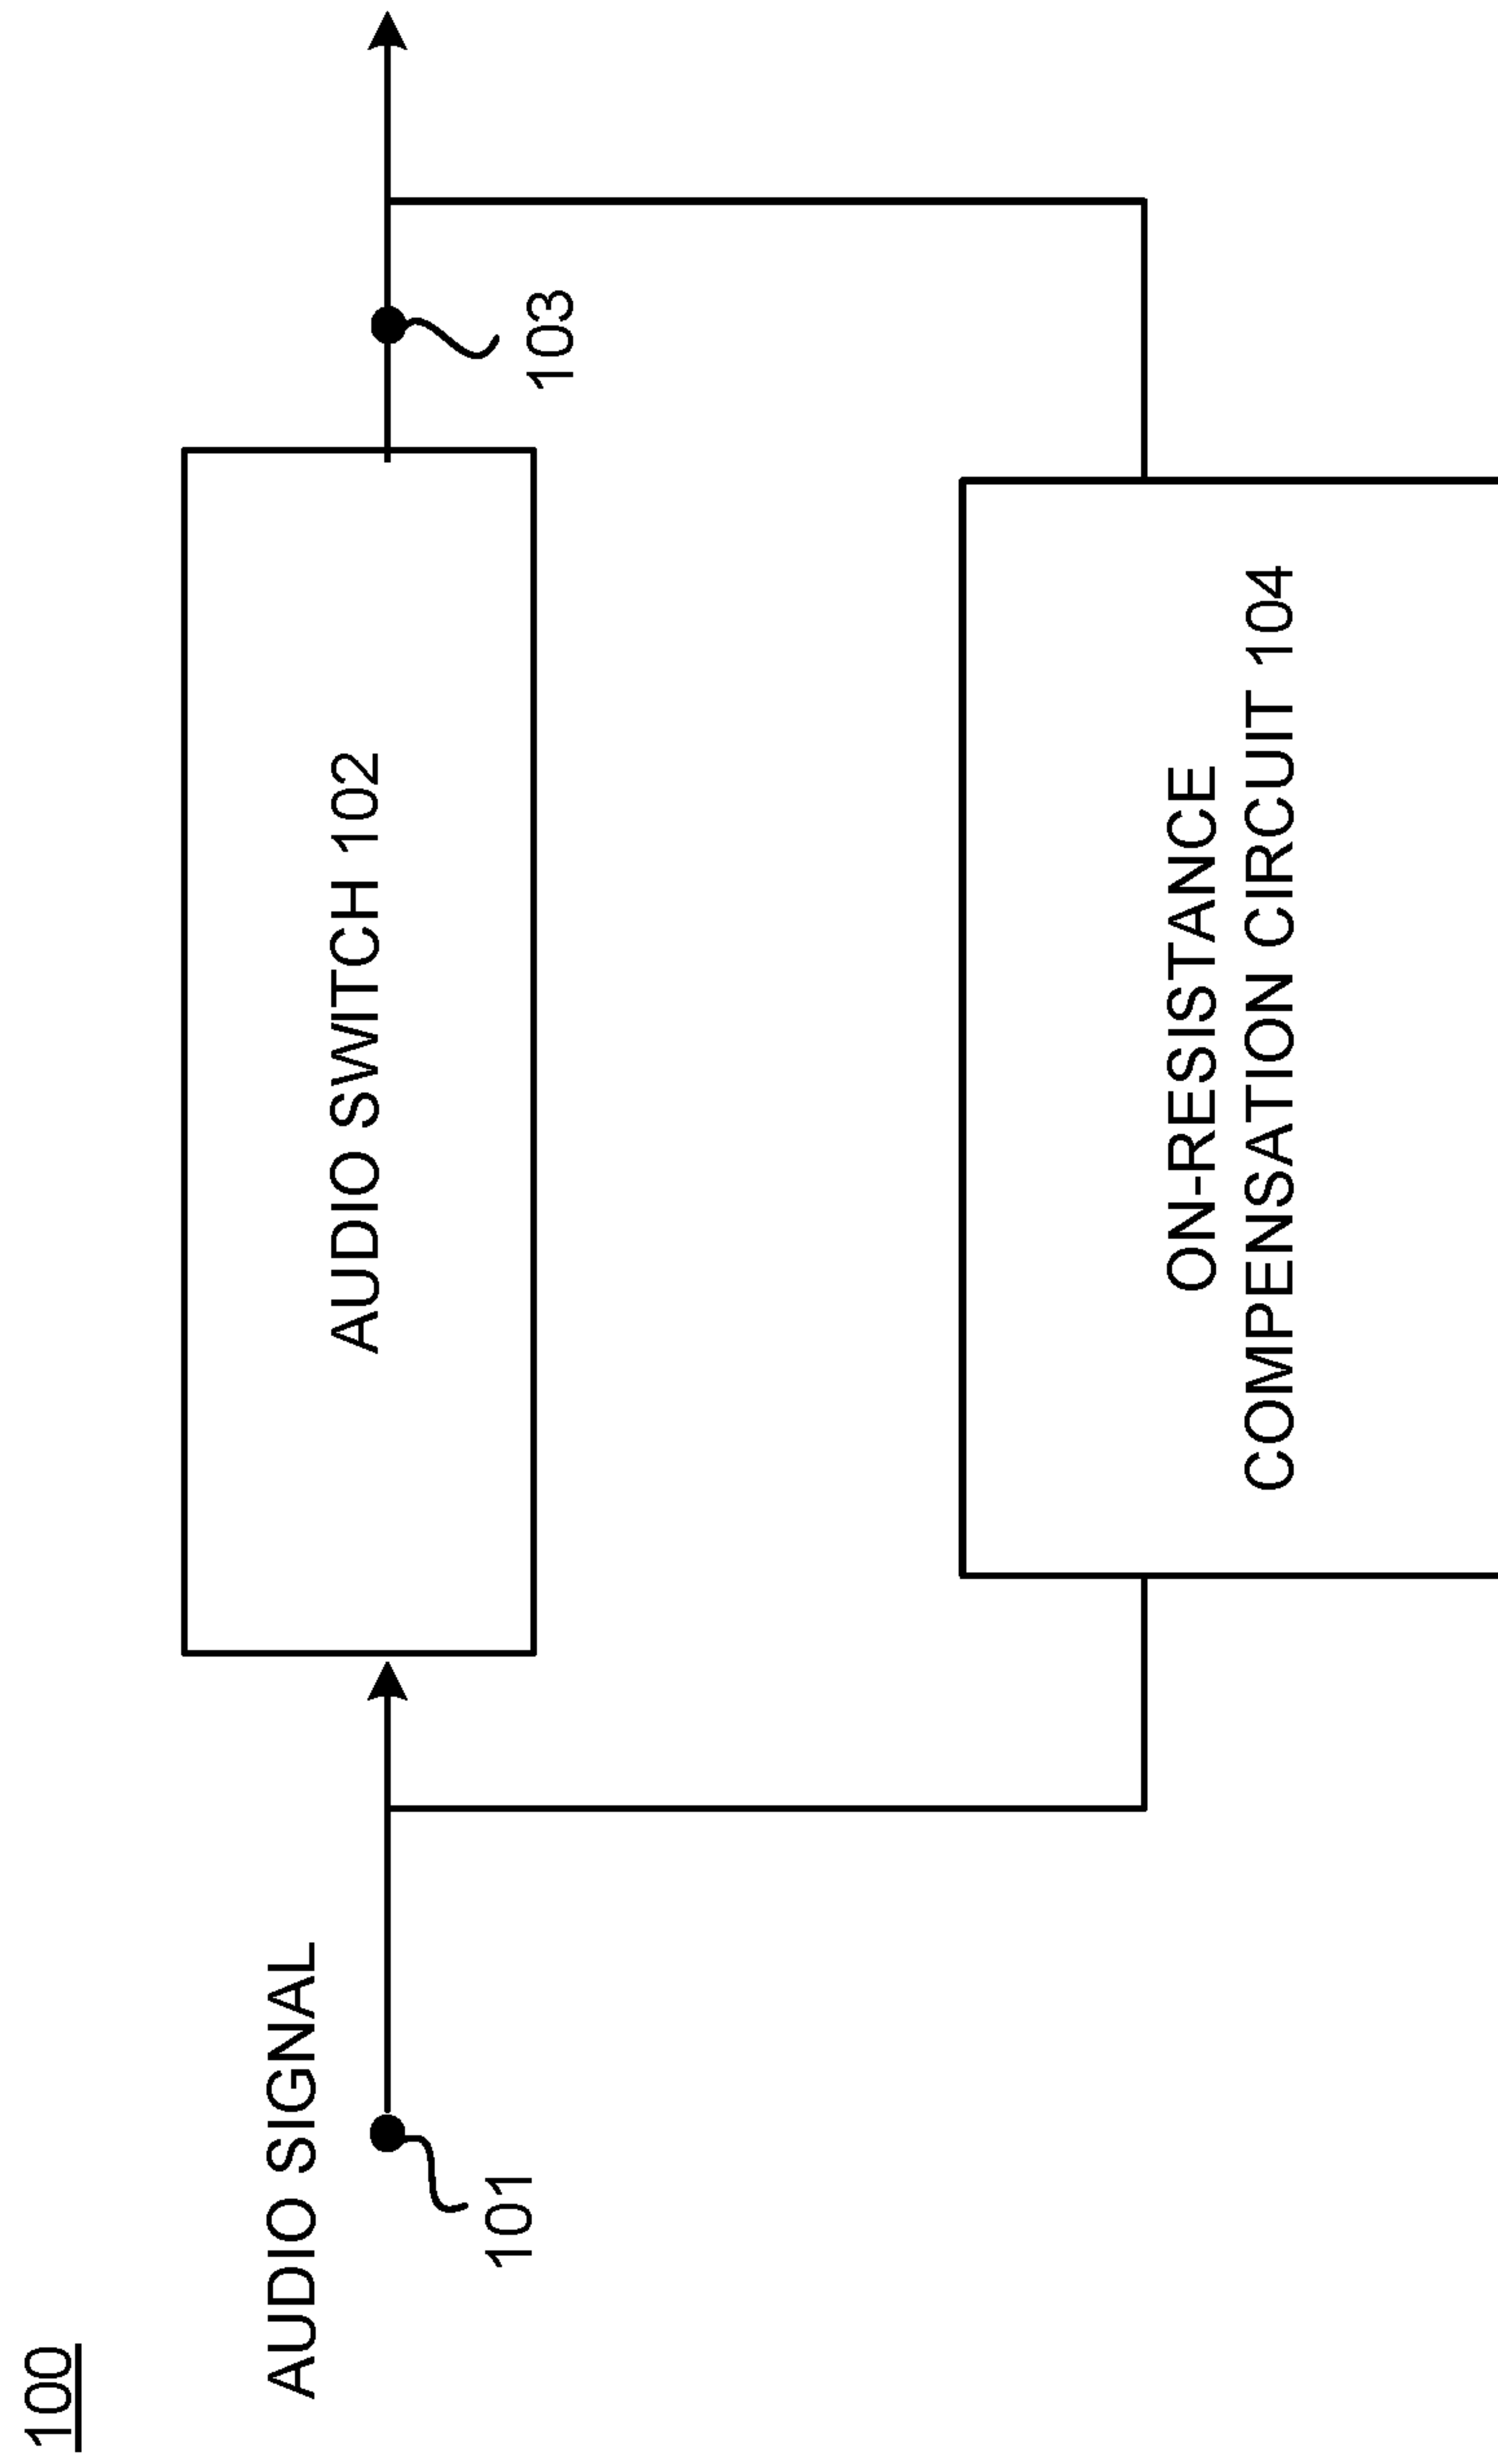 100
AUDIO SIGNAL
101
AUDIO SWITCH 102
103
ON-RESISTANCE
COMPENSATION CIRCUIT 104